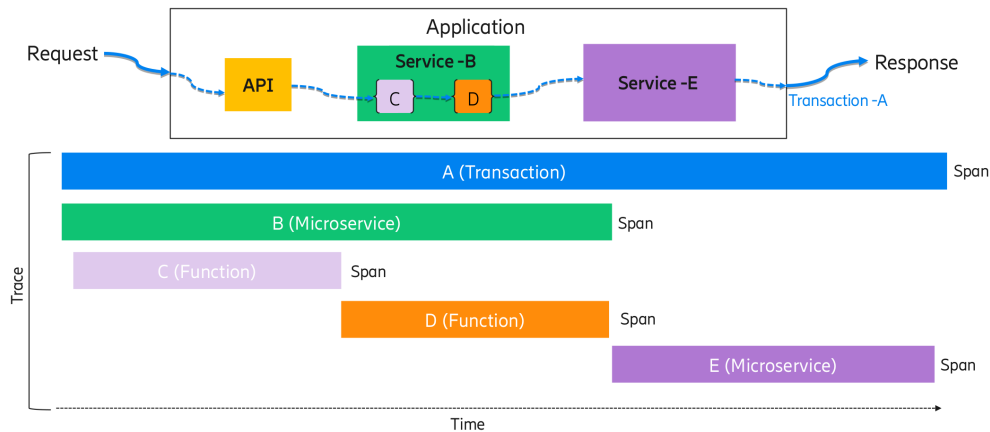 Application
Request
API
Service -B
C
D
Service -E
Response
Transaction -A
A (Transaction)
Span
B (Microservice)
Span
C (Function)
Span
Trace
D (Function)
Span
E (Microservice)
Span
Time